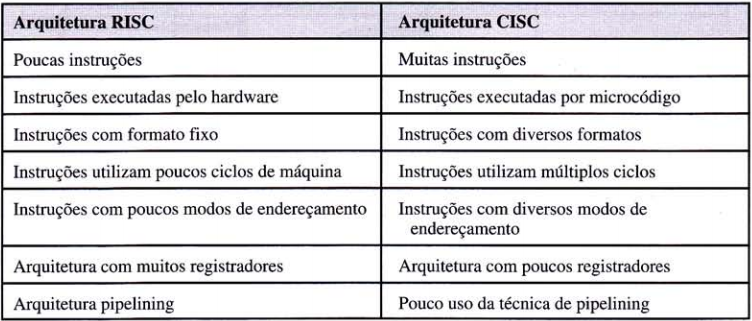 Arquitetura RISC
Arquitetura CISC
Poucas instruções
Muitas instruções
Instruções executadas pelo hardware
Instruções executadas por microcódigo
Instruções com formato fixo
Instruções com diversos formatos
Instruções utilizam poucos ciclos de máquina
Instruções utilizam múltiplos ciclos
Instruções com poucos modos de endereçamento
Instruções com diversos modos de
endereçamento
Arquitetura com muitos registradores
Arquitetura com poucos registradores
Arquitetura pipelining
Pouco uso da técnica de pipelining